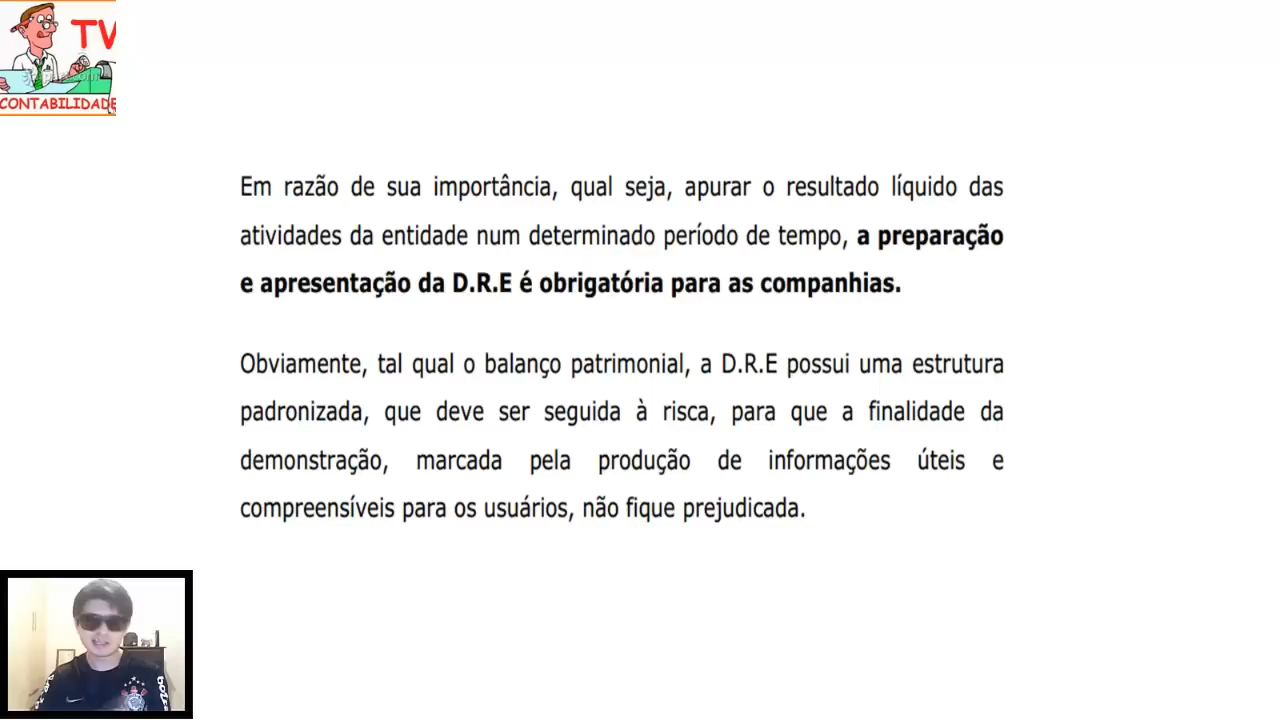 TV
CONTABILIDADE
Em razão de sua importância, qual seja, apurar o resultado líquido das
atividades da entidade num determinado período de tempo, a preparação
e apresentação da D.R.E é obrigatória para as companhias.
Obviamente, tal qual o balanço patrimonial, a D.R.E possui uma estrutura
padronizada, que deve ser seguida à risca, para que a finalidade da
demonstração, marcada pela produção de informações úteis e
compreensíveis para os usuários, não fique prejudicada.